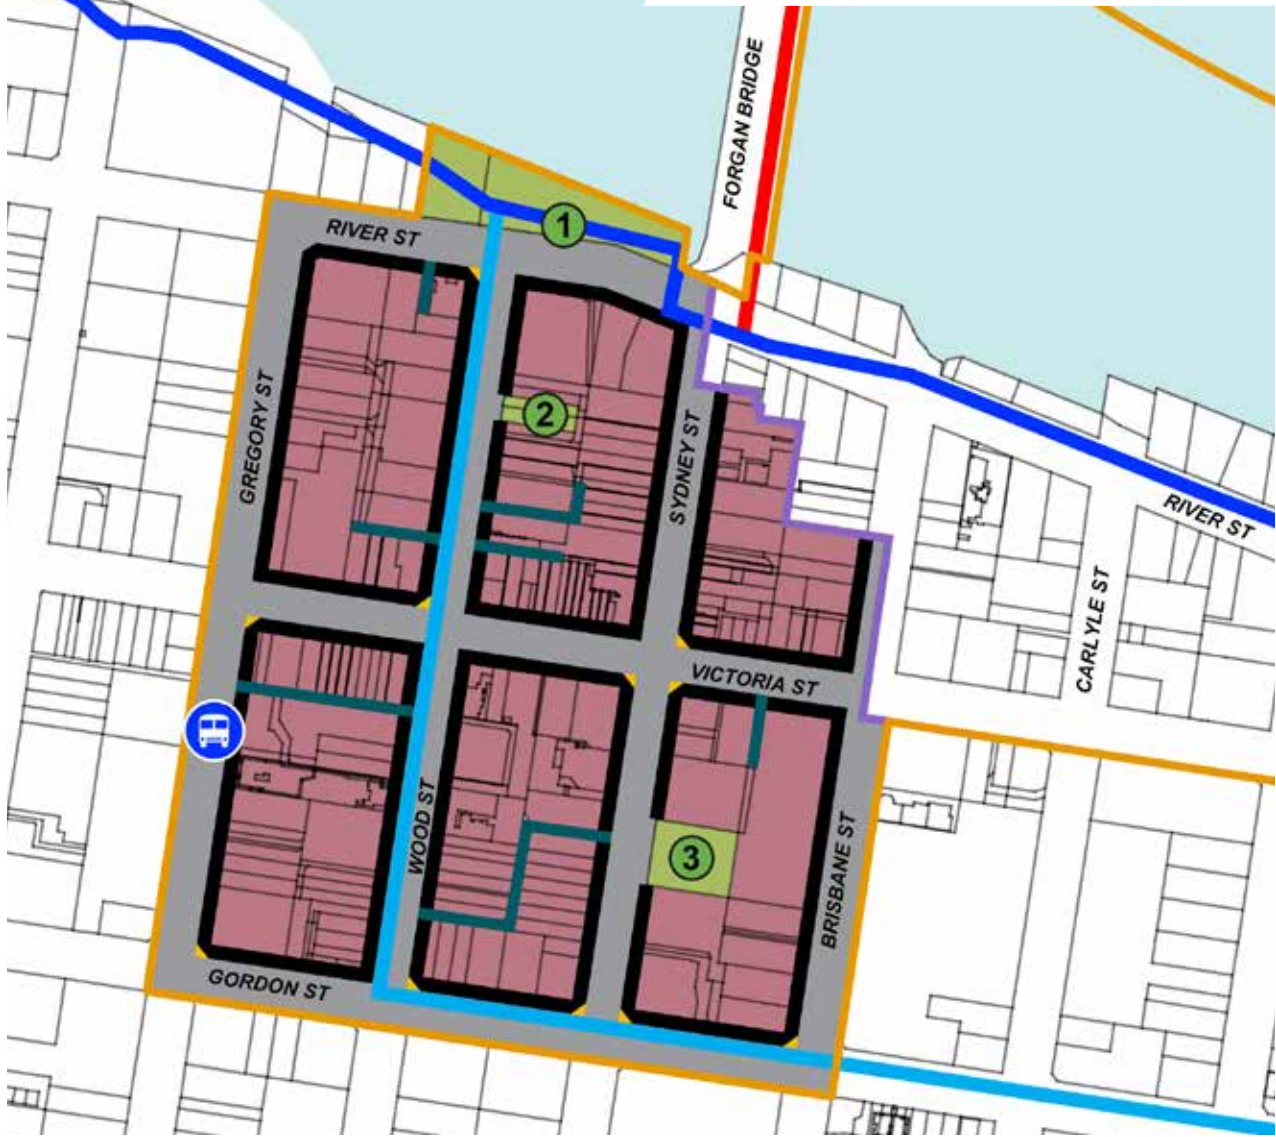 FORGAN BRIDGE
1
RIVER ST
GREGORY ST
2
SYDNEY ST
RIVER ST
CARLYLE ST
VICTORIA ST
WOOD ST
3
BRISBANE ST
GORDON ST